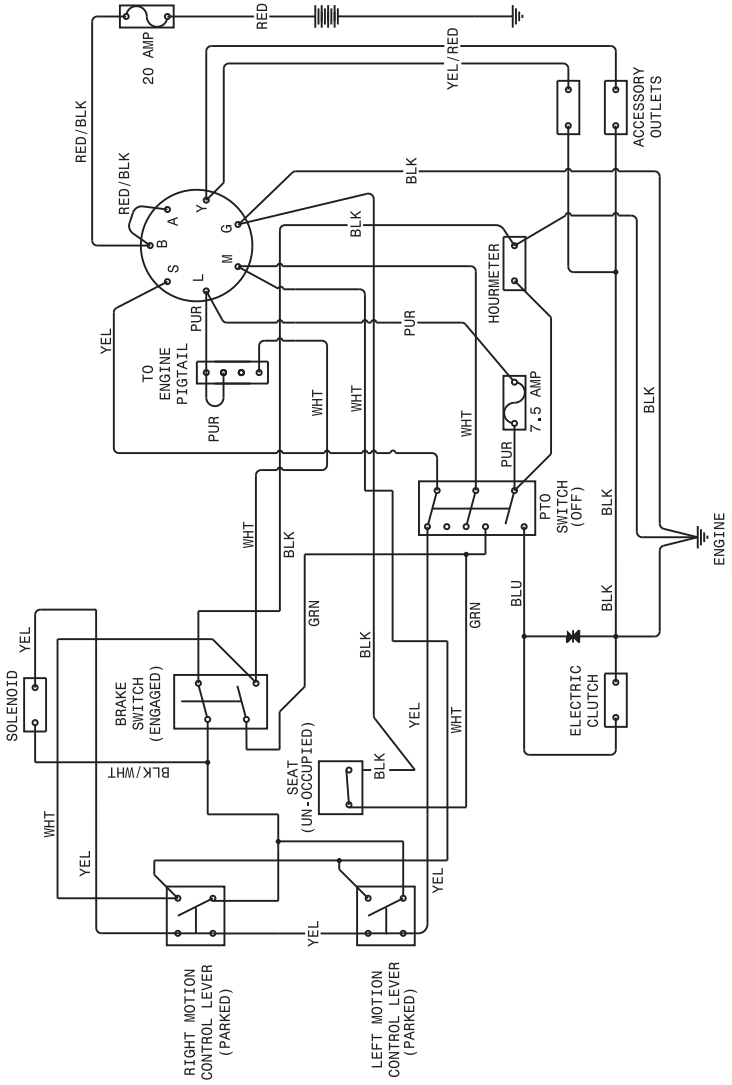 RED
20 AMP
YEL/RED
RED/BLK
ACCESSORY
OUTLETS
RED/BLK
BLK
A
Y
B
G
BLK
S
M
L
HOURMETER
PUR
PUR
YEL
TO
ENGINE
PIGTAIL
7.5 AMP
WHT
WHT
BLK
WHT
PUR
PUR
PTO
SWITCH
(OFF)
BLK
WHT
BLK
ENGINE
BLU
BLK
GRN
GRN
YEL
BLK
SOLENOID
BRAKE
SWITCH
(ENGAGED)
ELECTRIC
CLUTCH
YEL
WHT
SEAT
(UN-OCCUPIED)
BLK
BLK/WHT
WHT
YEL
YEL
YEL
RIGHT MOTION
CONTROL LEVER
(PARKED)
LEFT MOTION
CONTROL LEVER
(PARKED)